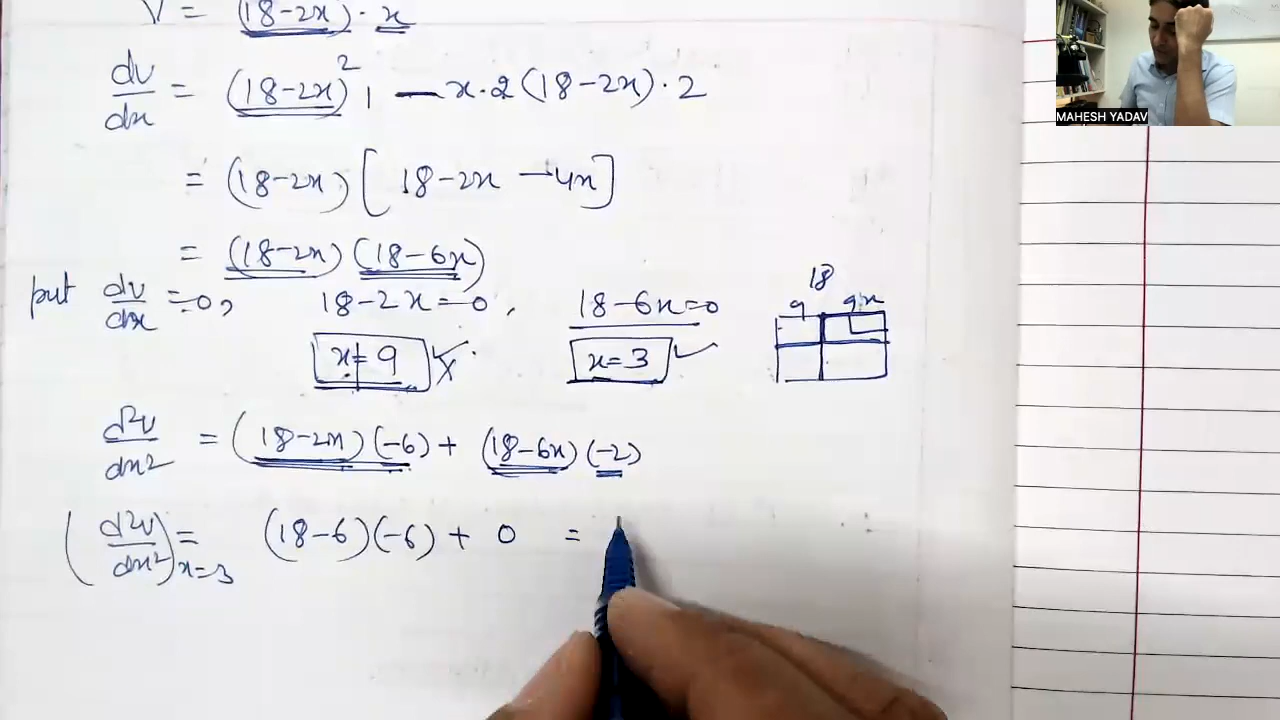 V = (18-2x) · x
MAHESH YADAV
dv/dx = (18-2x)² 1 — x·2(18-2x)·2
= (18-2x) [18-2x - 4x]
= (18-2x) (18-6x)
put dv/dx = 0, 18-2x=0, 18-6x=0
x≠9 x=3
18
9 9 x
d²v/dx² = (18-2x)(-6) + (18-6x)(-2)
(d²v/dx²)x=3 = (18-6)(-6) + 0 =